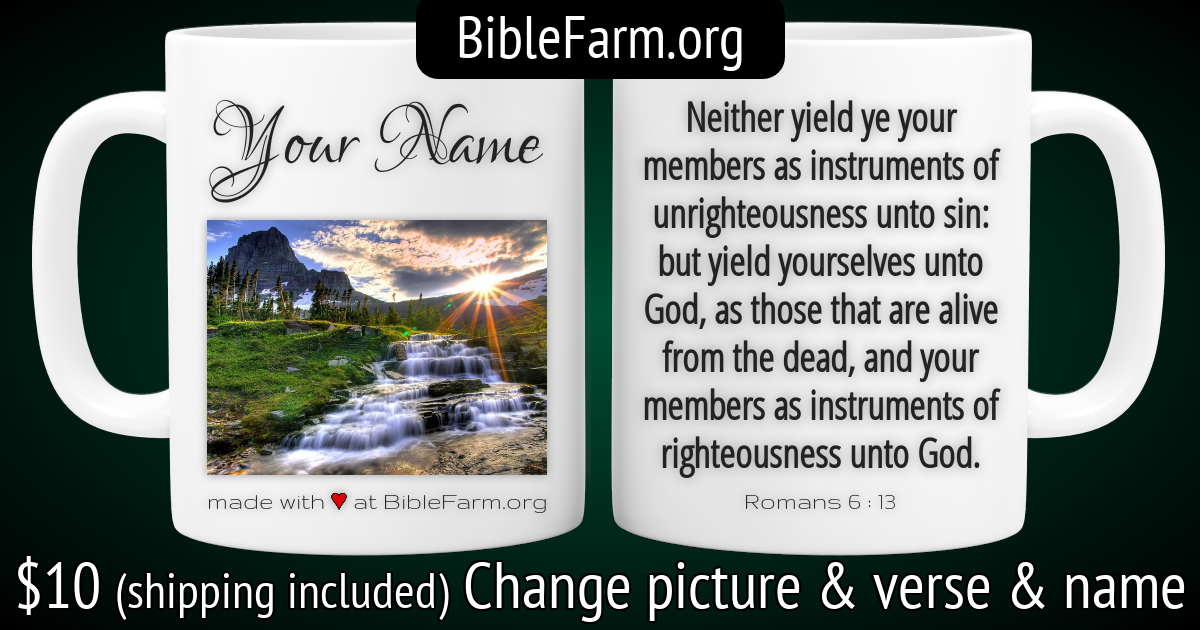 BibleFarm.org
Your Name
made with ♥ at BibleFarm.org
Neither yield ye your
members as instruments of
unrighteousness unto sin:
but yield yourselves unto
God, as those that are alive
from the dead, and your
members as instruments of
righteousness unto God.
Romans 6 : 13
$10 (shipping included) Change picture & verse & name